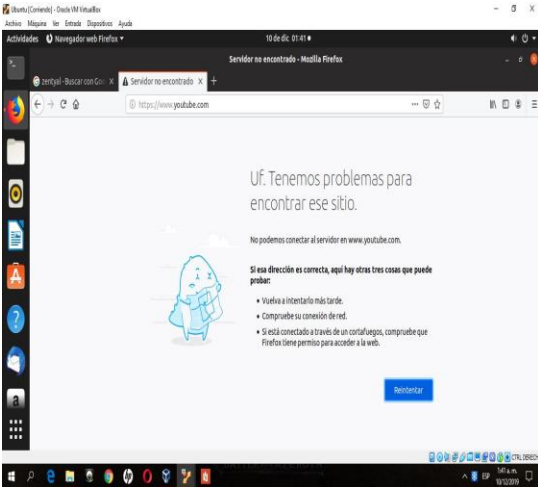 Ubuntu [Corriendo] - Oracle VM VirtualBox
Archivo Máquina Ver Entrada Dispositivos Ayuda
Actividades Navegador web Firefox 10 de dic 01:41
Servidor no encontrado - Mozilla Firefox
zentyal - Buscar con Goo X Servidor no encontrado X +
https://www.youtube.com
Uf. Tenemos problemas para
encontrar ese sitio.
No podemos conectar al servidor en www.youtube.com.
Si esa dirección es correcta, aquí hay otras tres cosas que puede
probar:
• Vuelva a intentarlo más tarde.
• Compruebe su conexión de red.
• Si está conectado a través de un cortafuegos, compruebe que
Firefox tiene permiso para acceder a la web.
Reintentar
CTRL DERECH
ESP 1:41 a.m.
10/12/2019